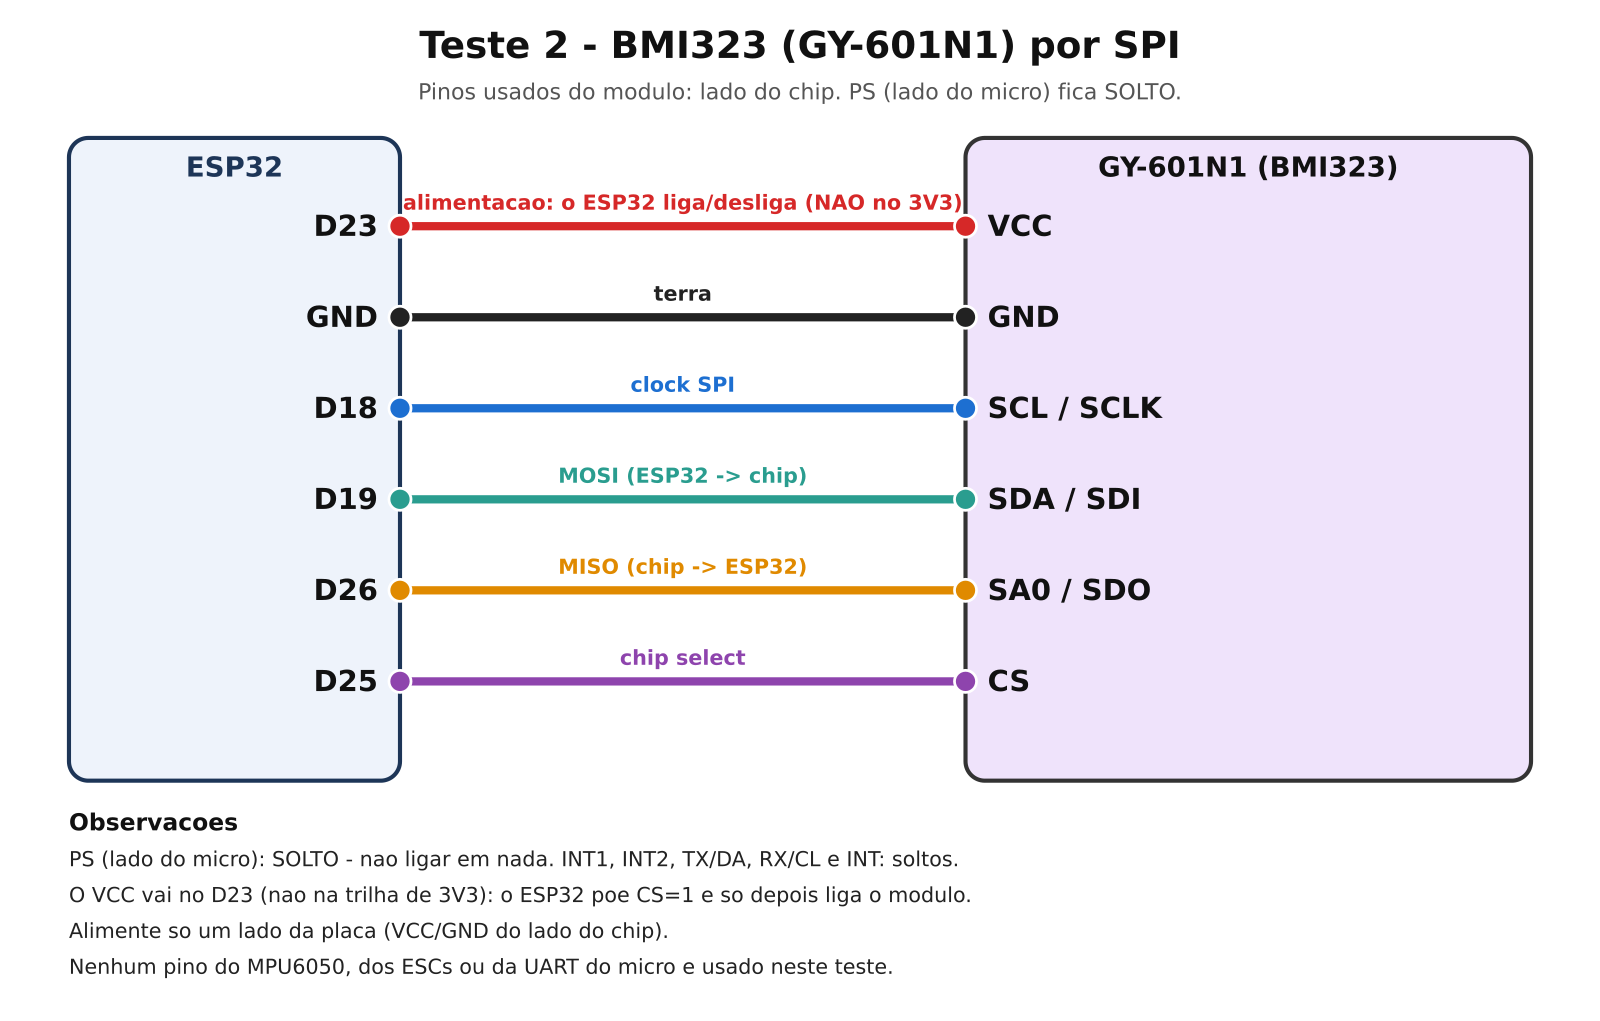 Teste 2 - BMI323 (GY-601N1) por SPI
Pinos usados do modulo: lado do chip. PS (lado do micro) fica SOLTO.
ESP32
GY-601N1 (BMI323)
alimentacao: o ESP32 liga/desliga (NAO no 3V3)
D23
VCC
terra
GND
GND
clock SPI
D18
SCL / SCLK
MOSI (ESP32 -> chip)
D19
SDA / SDI
MISO (chip -> ESP32)
D26
SA0 / SDO
chip select
D25
CS
Observacoes
PS (lado do micro): SOLTO - nao ligar em nada. INT1, INT2, TX/DA, RX/CL e INT: soltos.
O VCC vai no D23 (nao na trilha de 3V3): o ESP32 poe CS=1 e so depois liga o modulo.
Alimente so um lado da placa (VCC/GND do lado do chip).
Nenhum pino do MPU6050, dos ESCs ou da UART do micro e usado neste teste.